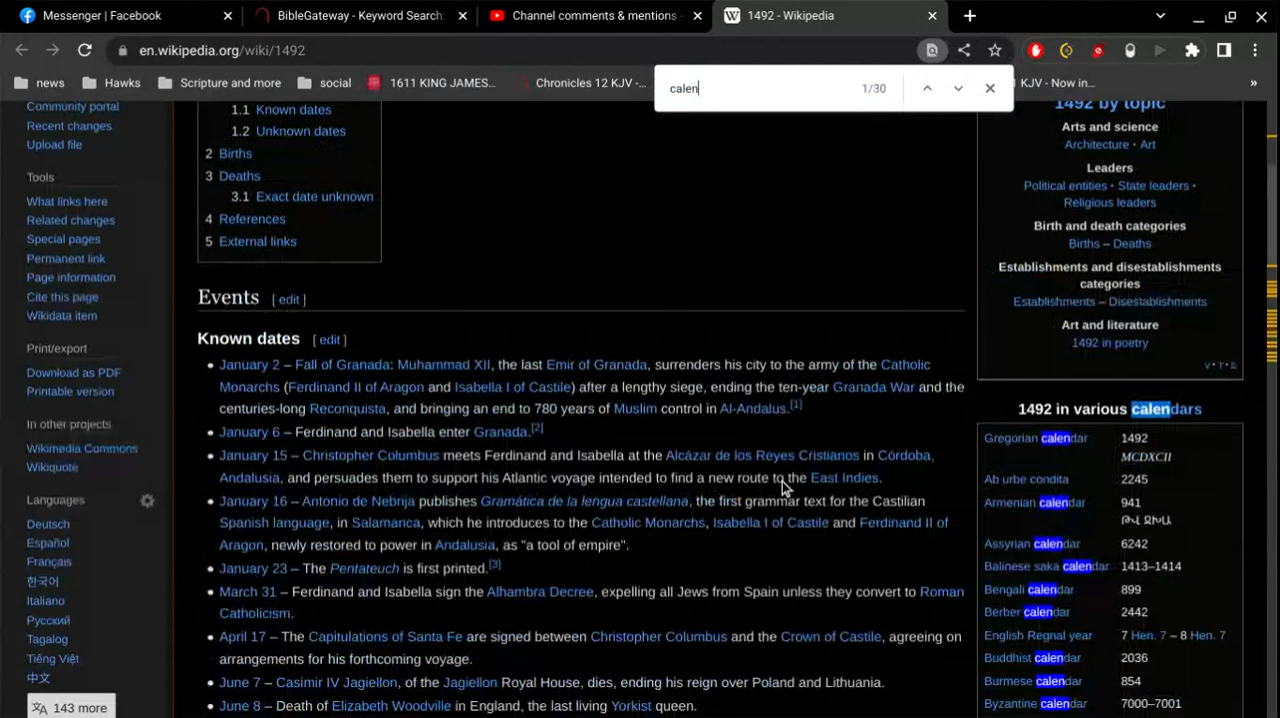 Messenger | Facebook
BibleGateway - Keyword Search:
Channel comments & mentions -
1492 - Wikipedia
en.wikipedia.org/wiki/1492
news
Hawks
Scripture and more
social
1611 KING JAMES...
Chronicles 12 KJV -...
1 KJV - Now in...
»
calen
1/30
Community portal
Recent changes
Upload file
Tools
What links here
Related changes
Special pages
Permanent link
Page information
Cite this page
Wikidata item
Print/export
Download as PDF
Printable version
In other projects
Wikimedia Commons
Wikiquote
Languages
Deutsch
Español
Français
한국어
Italiano
Русский
Tagalog
Tiếng Việt
中文
143 more
1.1 Known dates
1.2 Unknown dates
2 Births
3 Deaths
3.1 Exact date unknown
4 References
5 External links
Events [ edit ]
Known dates [ edit ]
• January 2 – Fall of Granada: Muhammad XII, the last Emir of Granada, surrenders his city to the army of the Catholic
Monarchs (Ferdinand II of Aragon and Isabella I of Castile) after a lengthy siege, ending the ten-year Granada War and the
centuries-long Reconquista, and bringing an end to 780 years of Muslim control in Al-Andalus.[1]
• January 6 – Ferdinand and Isabella enter Granada.[2]
• January 15 – Christopher Columbus meets Ferdinand and Isabella at the Alcázar de los Reyes Cristianos in Córdoba,
Andalusia, and persuades them to support his Atlantic voyage intended to find a new route to the East Indies.
• January 16 – Antonio de Nebrija publishes Gramática de la lengua castellana, the first grammar text for the Castilian
Spanish language, in Salamanca, which he introduces to the Catholic Monarchs, Isabella I of Castile and Ferdinand II of
Aragon, newly restored to power in Andalusia, as "a tool of empire".
• January 23 – The Pentateuch is first printed.[3]
• March 31 – Ferdinand and Isabella sign the Alhambra Decree, expelling all Jews from Spain unless they convert to Roman
Catholicism.
• April 17 – The Capitulations of Santa Fe are signed between Christopher Columbus and the Crown of Castile, agreeing on
arrangements for his forthcoming voyage.
• June 7 – Casimir IV Jagiellon, of the Jagiellon Royal House, dies, ending his reign over Poland and Lithuania.
• June 8 – Death of Elizabeth Woodville in England, the last living Yorkist queen.
1492 by topic
Arts and science
Architecture • Art
Leaders
Political entities • State leaders •
Religious leaders
Birth and death categories
Births – Deaths
Establishments and disestablishments
categories
Establishments – Disestablishments
Art and literature
1492 in poetry
V • T • E
1492 in various calendars
Gregorian calendar 1492
MCDXCII
Ab urbe condita 2245
Armenian calendar 941
ԹՎ ՋԽԱ
Assyrian calendar 6242
Balinese saka calendar 1413–1414
Bengali calendar 899
Berber calendar 2442
English Regnal year 7 Hen. 7 – 8 Hen. 7
Buddhist calendar 2036
Burmese calendar 854
Byzantine calendar 7000–7001